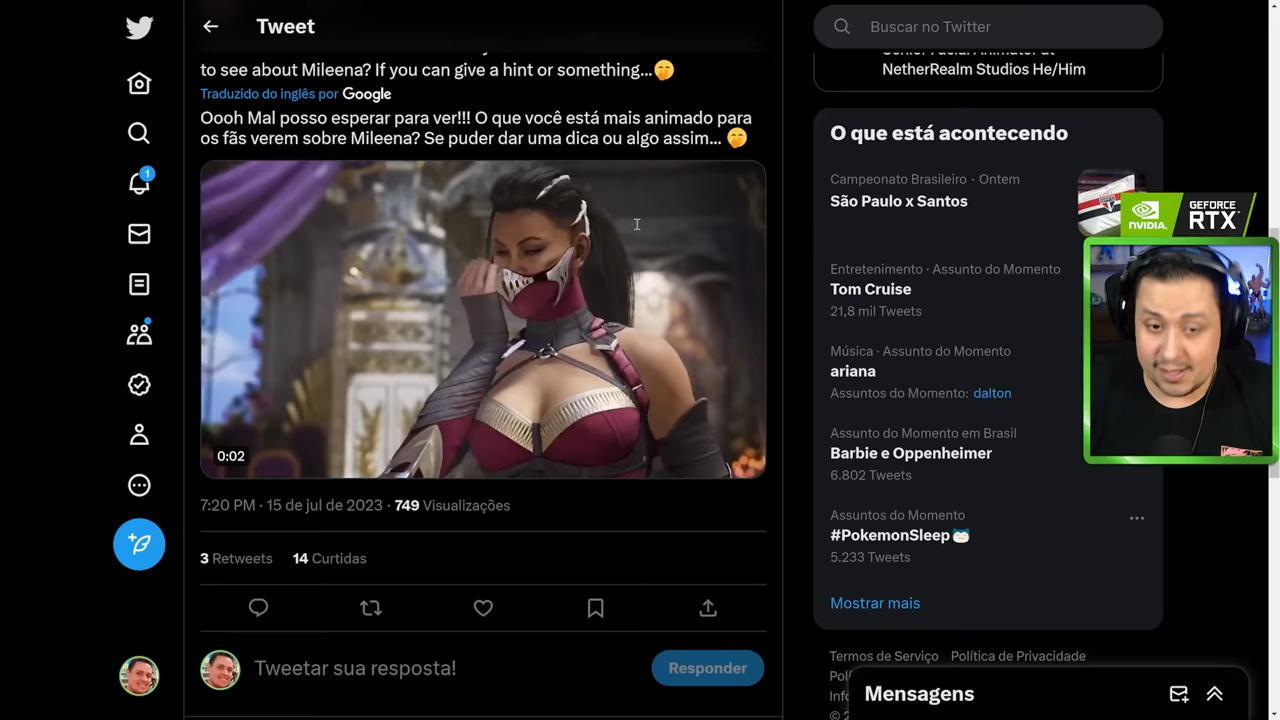 Tweet
to see about Mileena? If you can give a hint or something...🤭
Traduzido do inglês por Google
Oooh Mal posso esperar para ver!!! O que você está mais animado para
os fãs verem sobre Mileena? Se puder dar uma dica ou algo assim... 🤭
0:02
7:20 PM · 15 de jul de 2023 · 749 Visualizações
3 Retweets 14 Curtidas
Tweetar sua resposta!
Responder
1
Buscar no Twitter
NetherRealm Studios He/Him
O que está acontecendo
Campeonato Brasileiro · Ontem
São Paulo x Santos
Entretenimento · Assunto do Momento
Tom Cruise
21,8 mil Tweets
Música · Assunto do Momento
ariana
Assuntos do Momento: dalton
Assunto do Momento em Brasil
Barbie e Oppenheimer
6.802 Tweets
Assuntos do Momento
#PokemonSleep
5.233 Tweets
Mostrar mais
Termos de Serviço Política de Privacidade
Mensagens
NVIDIA.
GEFORCE
RTX